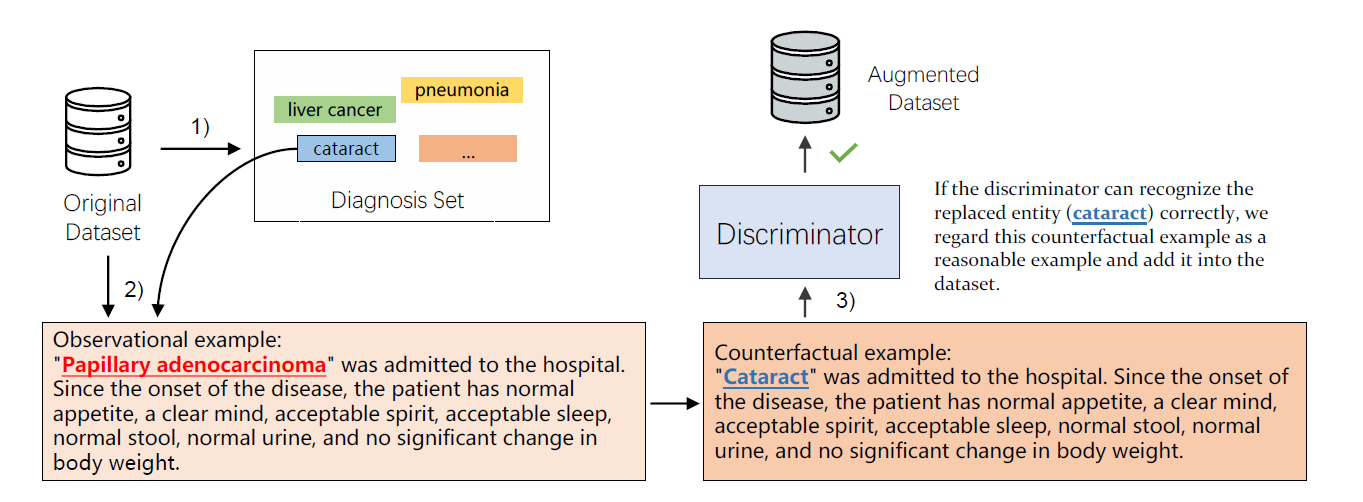 1)
Original
Dataset
pneumonia
liver cancer
cataract
...
Diagnosis Set
2)
Observational example:
"Papillary adenocarcinoma" was admitted to the hospital.
Since the onset of the disease, the patient has normal
appetite, a clear mind, acceptable spirit, acceptable sleep,
normal stool, normal urine, and no significant change in
body weight.
Counterfactual example:
"Cataract" was admitted to the hospital. Since the onset of
the disease, the patient has normal appetite, a clear mind,
acceptable spirit, acceptable sleep, normal stool, normal
urine, and no significant change in body weight.
3)
Discriminator
If the discriminator can recognize the
replaced entity (cataract) correctly, we
regard this counterfactual example as a
reasonable example and add it into the
dataset.
Augmented
Dataset